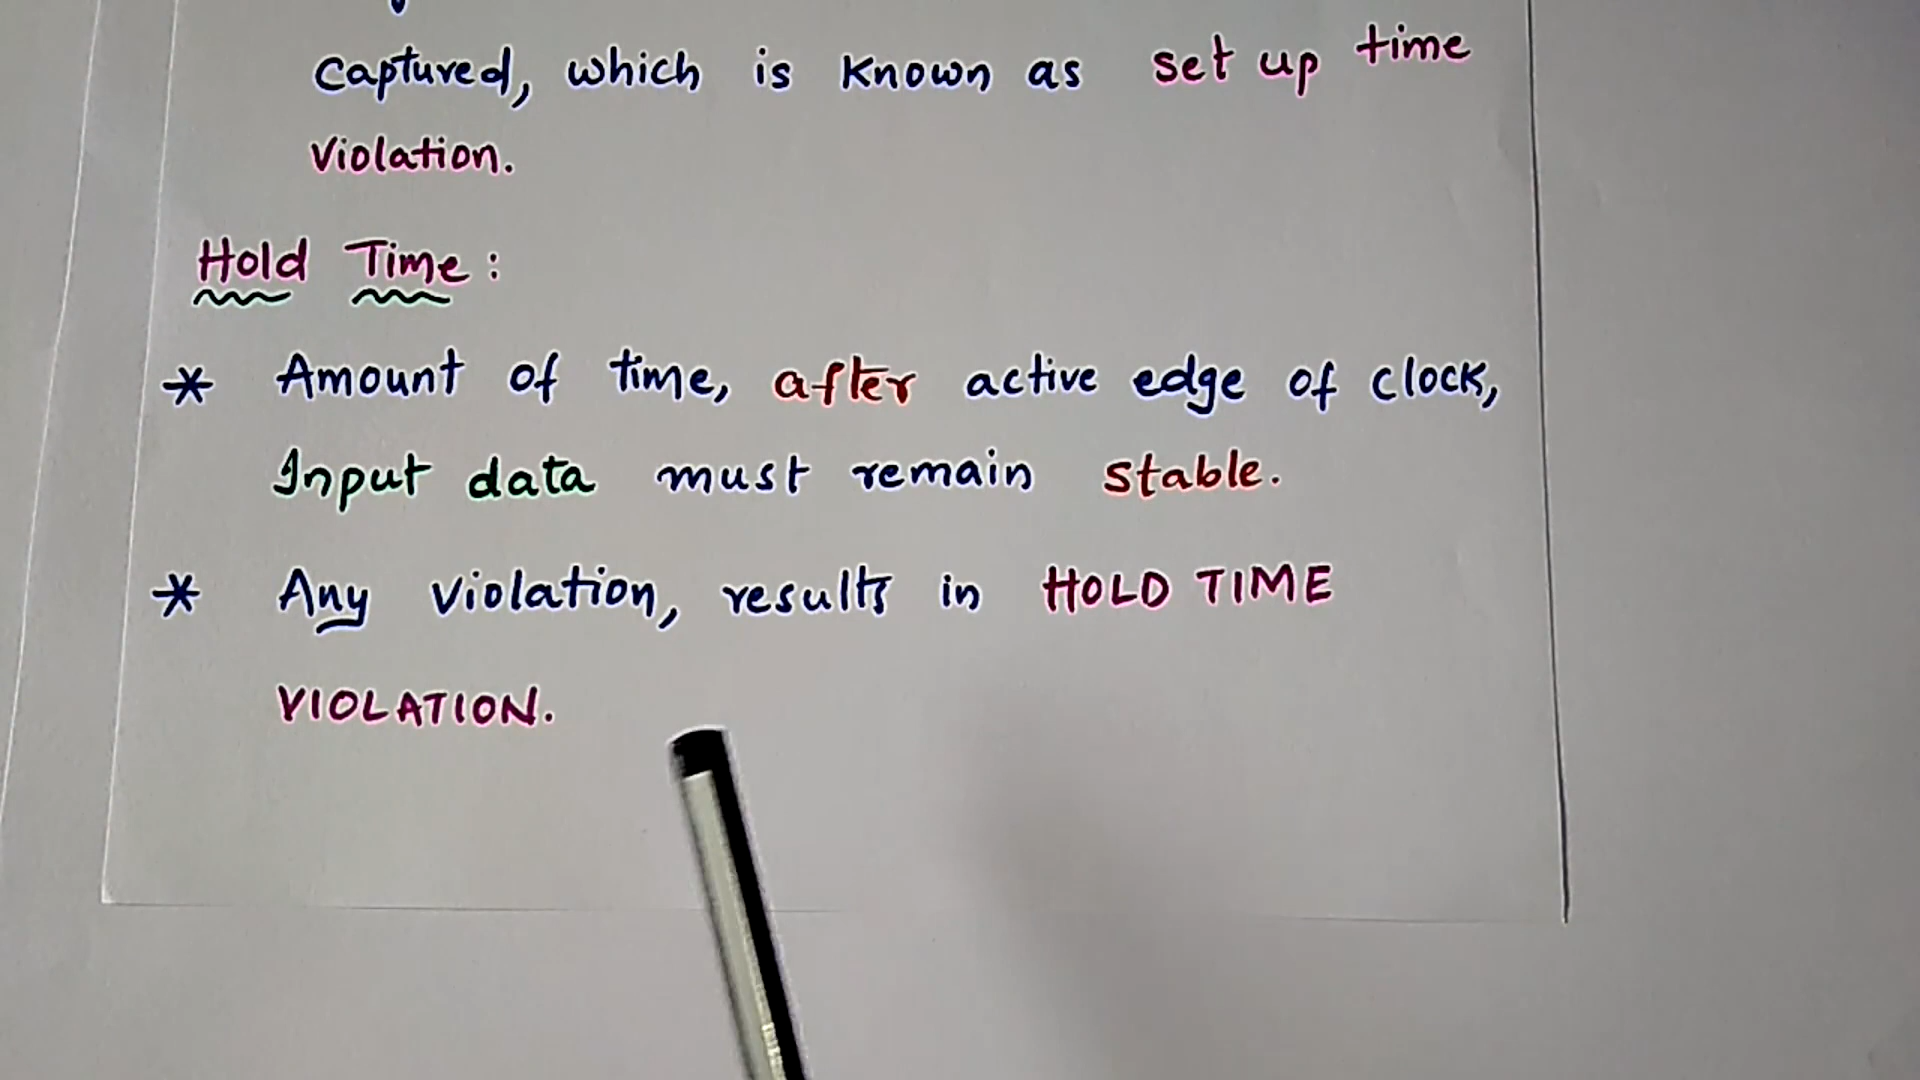 Captured, which is known as set up time
Violation.
Hold Time :
* Amount of time, after active edge of clock,
Input data must remain stable.
* Any violation, results in HOLD TIME
VIOLATION.